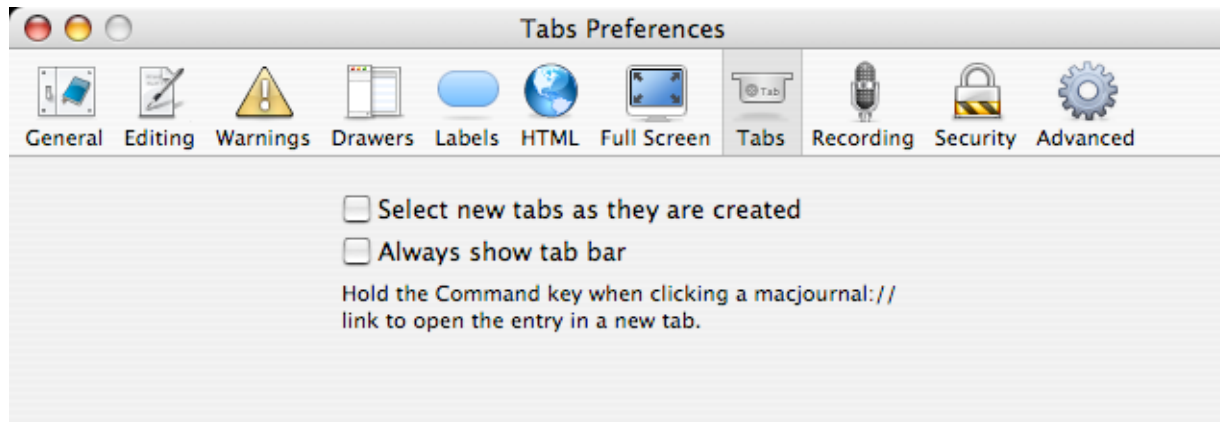 Tabs Preferences
Tab
General Editing Warnings Drawers Labels HTML Full Screen Tabs Recording Security Advanced
Select new tabs as they are created
Always show tab bar
Hold the Command key when clicking a macjournal://
link to open the entry in a new tab.